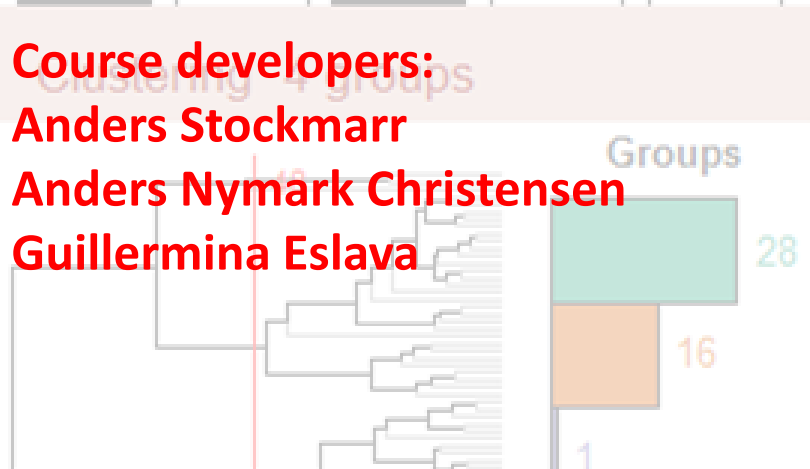 Course developers:
Clustering 4 groups
Anders Stockmarr
Groups
Anders Nymark Christensen
Guillermina Eslava
28
16
1